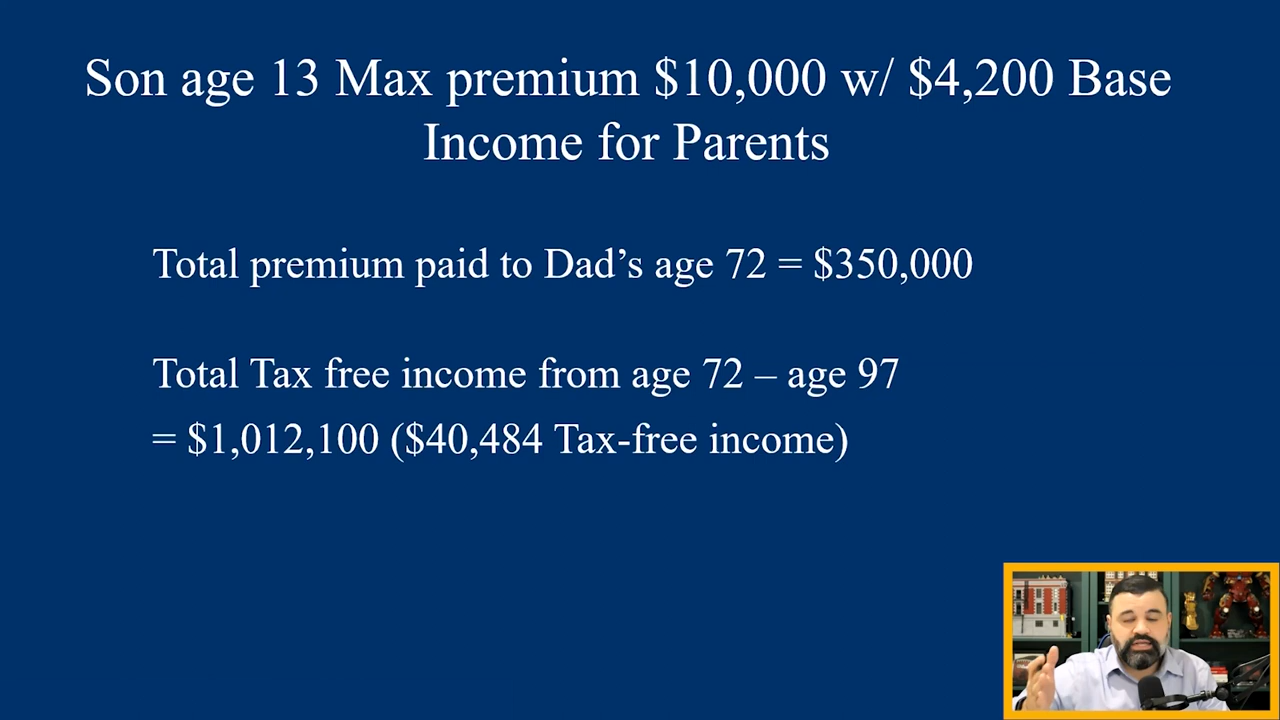 Son age 13 Max premium $10,000 w/ $4,200 Base
Income for Parents
Total premium paid to Dad’s age 72 = $350,000
Total Tax free income from age 72 – age 97
= $1,012,100 ($40,484 Tax-free income)